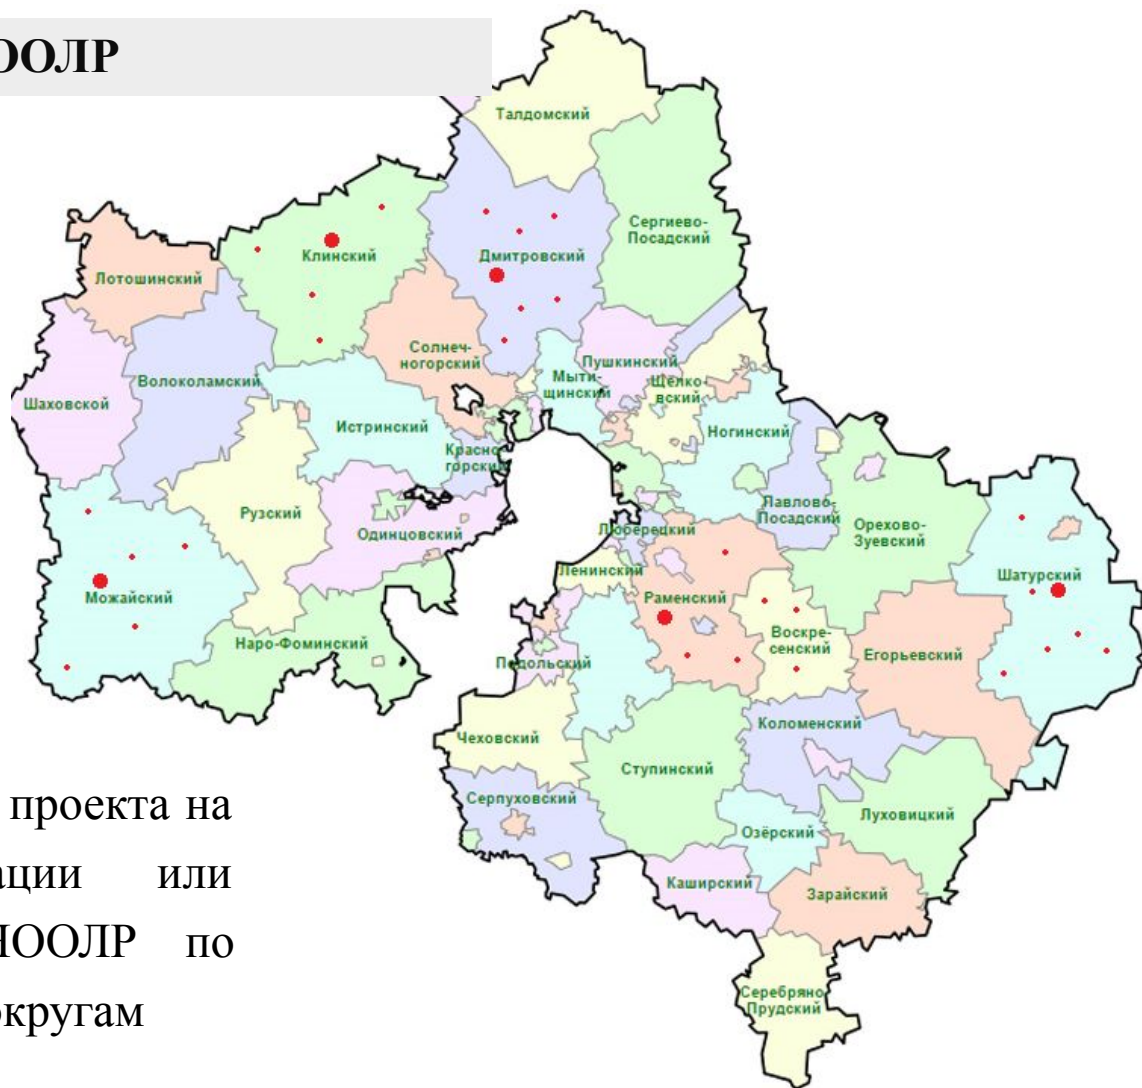 ООЛР
Талдомский
Сергиево-
Посадский
Клинский
Дмитровский
Лотошинский
Солнеч-
ногорский
Пушкинский
Мыти-
щинский
Щёлко-
вский
Волоколамский
Шаховской
Истринский
Ногинский
Красно-
горский
Рузский
Павлово-
Посадский
Орехово-
Зуевский
Одинцовский
Люберецкий
Ленинский
Шатурский
Можайский
Раменский
Воскре-
сенский
Наро-Фоминский
Подольский
Егорьевский
Коломенский
Чеховский
Ступинский
Серпуховский
Луховицкий
Озёрский
Каширский
Зарайский
Серебряно
Прудский
проекта на
ации или
НООЛР по
округам